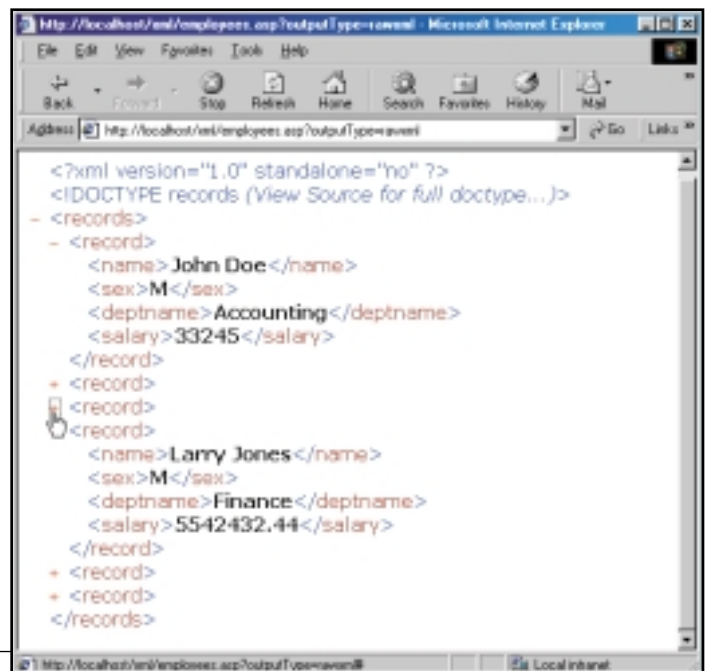 http://localhost/xml/employees.asp?outputType=rawxml - Microsoft Internet Explorer
File Edit View Favorites Tools Help
Back Forward Stop Refresh Home Search Favorites History Mail »
Address http://localhost/xml/employees.asp?outputType=rawxml Go Links »
<?xml version="1.0" standalone="no" ?>
<!DOCTYPE records (View Source for full doctype...)>
- <records>
- <record>
<name>John Doe</name>
<sex>M</sex>
<deptname>Accounting</deptname>
<salary>33245</salary>
</record>
+ <record>
+ <record>
<record>
<name>Larry Jones</name>
<sex>M</sex>
<deptname>Finance</deptname>
<salary>5542432.44</salary>
</record>
+ <record>
+ <record>
</records>
http://localhost/xml/employees.asp?outputType=rawxml# Local intranet